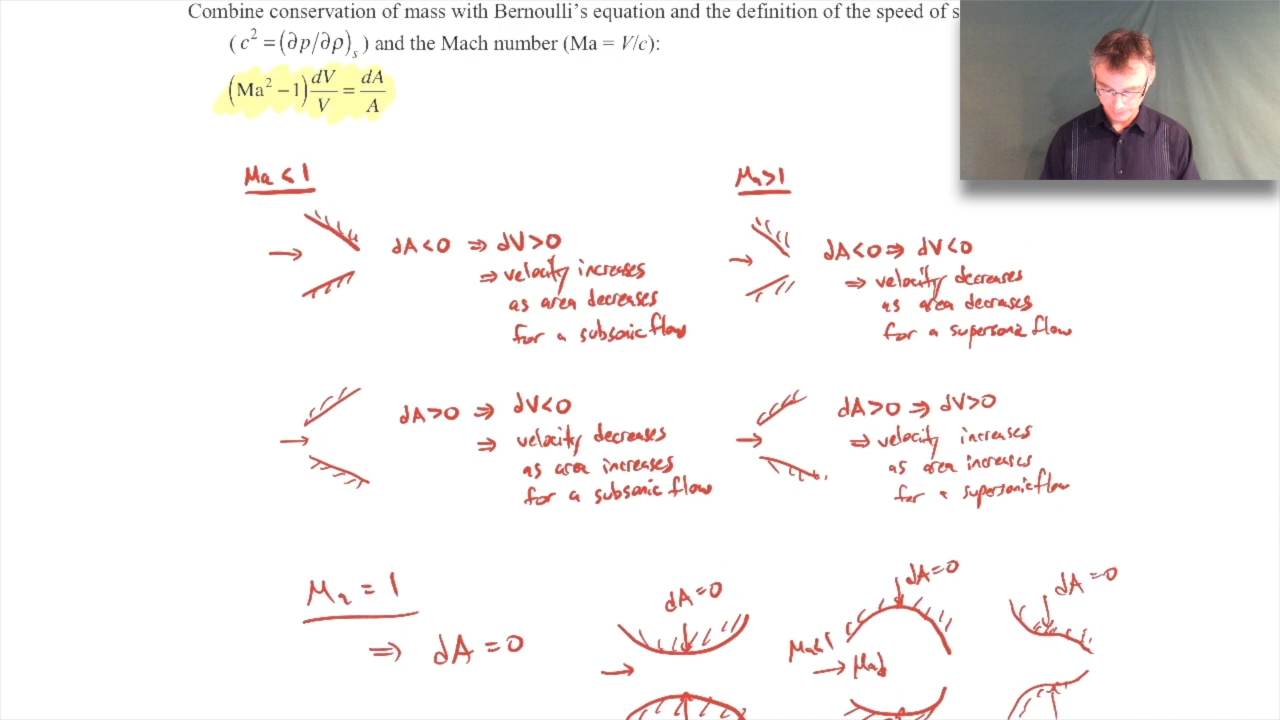 Combine conservation of mass with Bernoulli's equation and the definition of the speed of s
(c² = (∂p/∂ρ)ₛ) and the Mach number (Ma = V/c):
(Ma² − 1) dV/V = dA/A
Ma < 1
dA < 0 ⇒ dV > 0
⇒ velocity increases
as area decreases
for a subsonic flow
Ma > 1
dA < 0 ⇒ dV < 0
⇒ velocity decreases
as area decreases
for a supersonic flow
dA > 0 ⇒ dV < 0
⇒ velocity decreases
as area increases
for a subsonic flow
dA > 0 ⇒ dV > 0
⇒ velocity increases
as area increases
for a supersonic flow
Ma = 1
⇒ dA = 0
dA = 0
dA = 0
Ma < 1
dA = 0